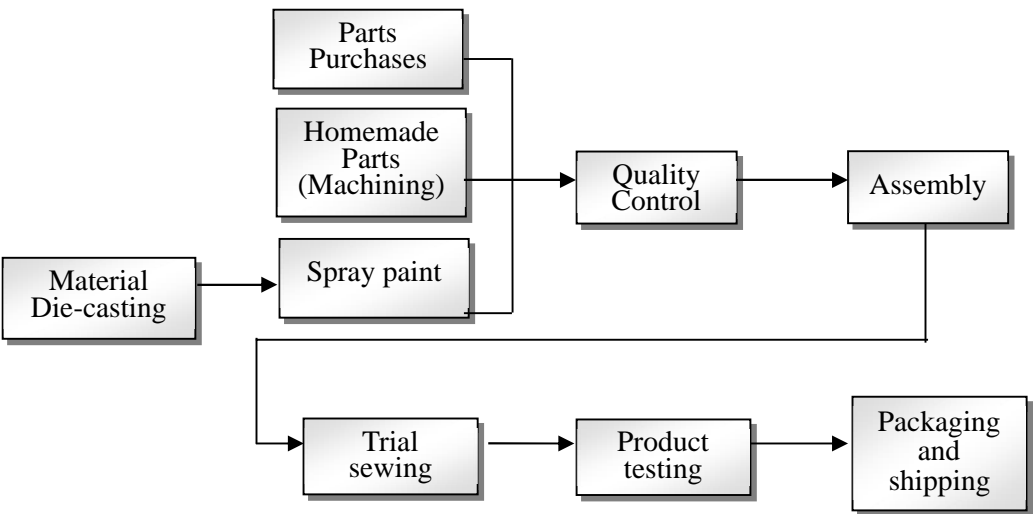 Parts
Purchases
Homemade
Parts
(Machining)
Quality
Control
Assembly
Spray paint
Material
Die-casting
Trial
sewing
Product
testing
Packaging
and
shipping